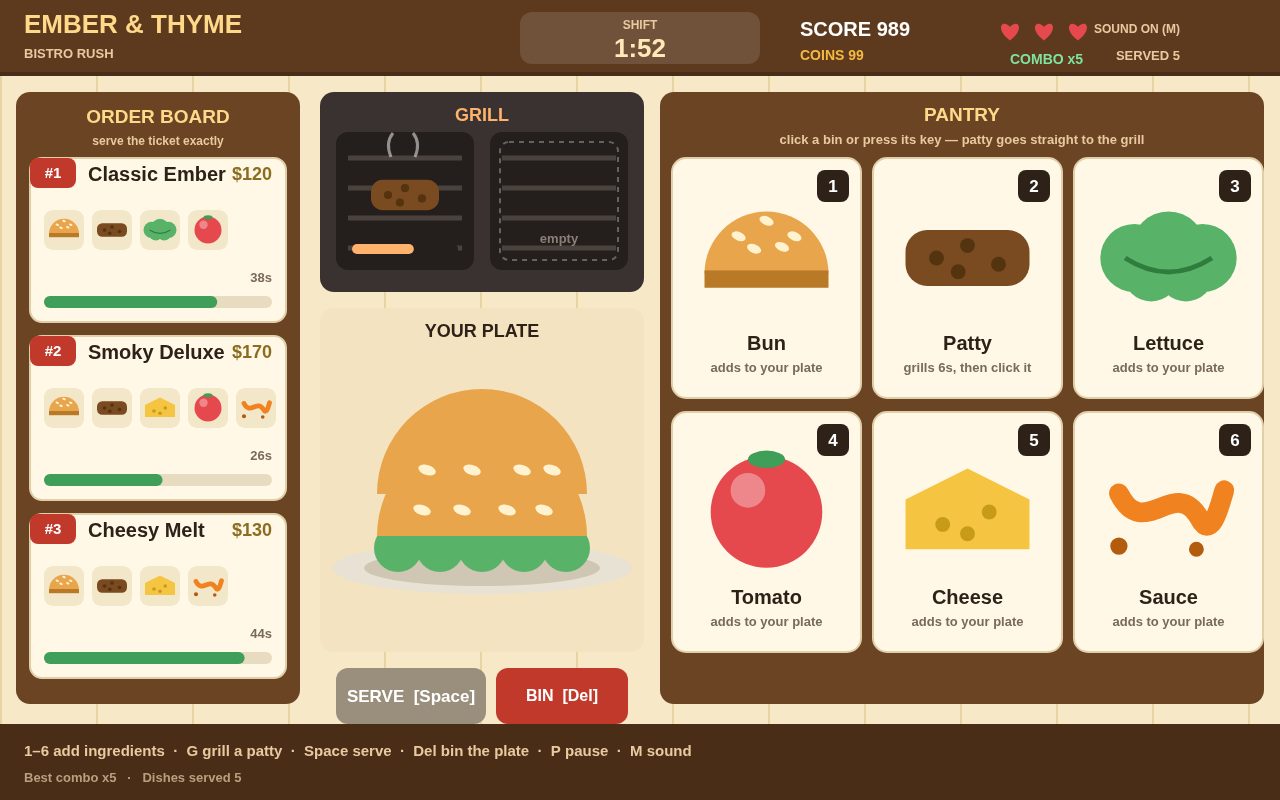 EMBER & THYME
BISTRO RUSH
SHIFT
1:52
SCORE 989
COINS 99
SOUND ON (M)
COMBO x5
SERVED 5
ORDER BOARD
serve the ticket exactly
#1 Classic Ember $120
38s
#2 Smoky Deluxe $170
26s
#3 Cheesy Melt $130
44s
GRILL
empty
YOUR PLATE
SERVE [Space]
BIN [Del]
PANTRY
click a bin or press its key — patty goes straight to the grill
1
Bun
adds to your plate
2
Patty
grills 6s, then click it
3
Lettuce
adds to your plate
4
Tomato
adds to your plate
5
Cheese
adds to your plate
6
Sauce
adds to your plate
1–6 add ingredients · G grill a patty · Space serve · Del bin the plate · P pause · M sound
Best combo x5 · Dishes served 5